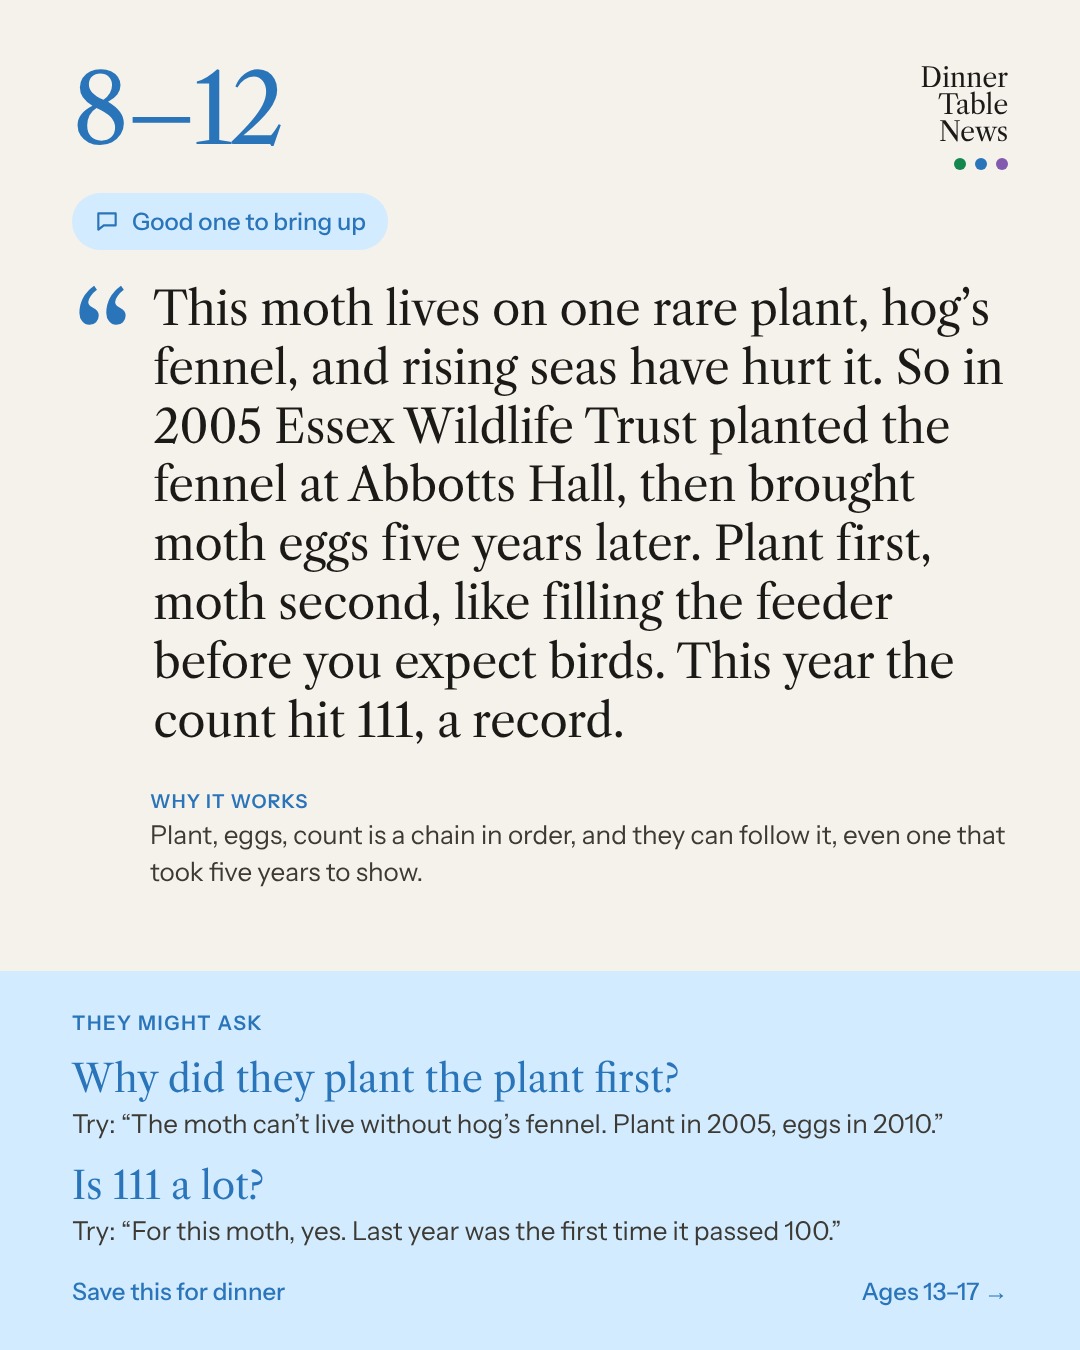 8–12
Dinner
Table
News
Good one to bring up
“This moth lives on one rare plant, hog’s
fennel, and rising seas have hurt it. So in
2005 Essex Wildlife Trust planted the
fennel at Abbotts Hall, then brought
moth eggs five years later. Plant first,
moth second, like filling the feeder
before you expect birds. This year the
count hit 111, a record.
WHY IT WORKS
Plant, eggs, count is a chain in order, and they can follow it, even one that
took five years to show.
THEY MIGHT ASK
Why did they plant the plant first?
Try: “The moth can’t live without hog’s fennel. Plant in 2005, eggs in 2010.”
Is 111 a lot?
Try: “For this moth, yes. Last year was the first time it passed 100.”
Save this for dinner
Ages 13–17 →